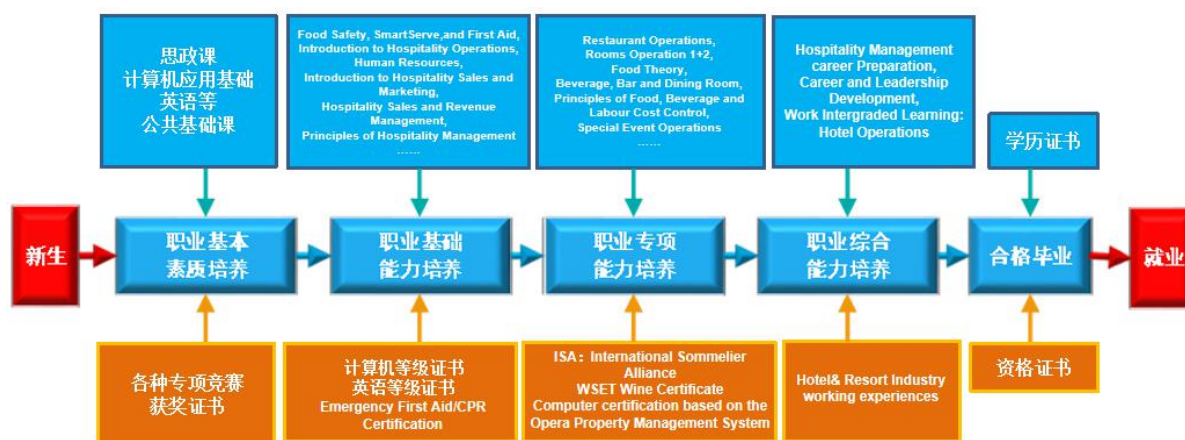 思政课
计算机应用基础
英语等
公共基础课
Food Safety, SmartServe,and First Aid,
Introduction to Hospitality Operations,
Human Resources,
Introduction to Hospitality Sales and
Marketing,
Hospitality Sales and Revenue
Management,
Principles of Hospitality Management
......
Restaurant Operations,
Rooms Operation 1+2,
Food Theory,
Beverage, Bar and Dining Room,
Principles of Food, Beverage and
Labour Cost Control,
Special Event Operations
......
Hospitality Management
career Preparation,
Career and Leadership
Development,
Work Intergraded Learning:
Hotel Operations
学历证书
新生
职业基本
素质培养
职业基础
能力培养
职业专项
能力培养
职业综合
能力培养
合格毕业
就业
各种专项竞赛
获奖证书
计算机等级证书
英语等级证书
Emergency First Aid/CPR
Certification
ISA：International Sommelier
Alliance
WSET Wine Certificate
Computer certification based on the
Opera Property Management System
Hotel& Resort Industry
working experiences
资格证书